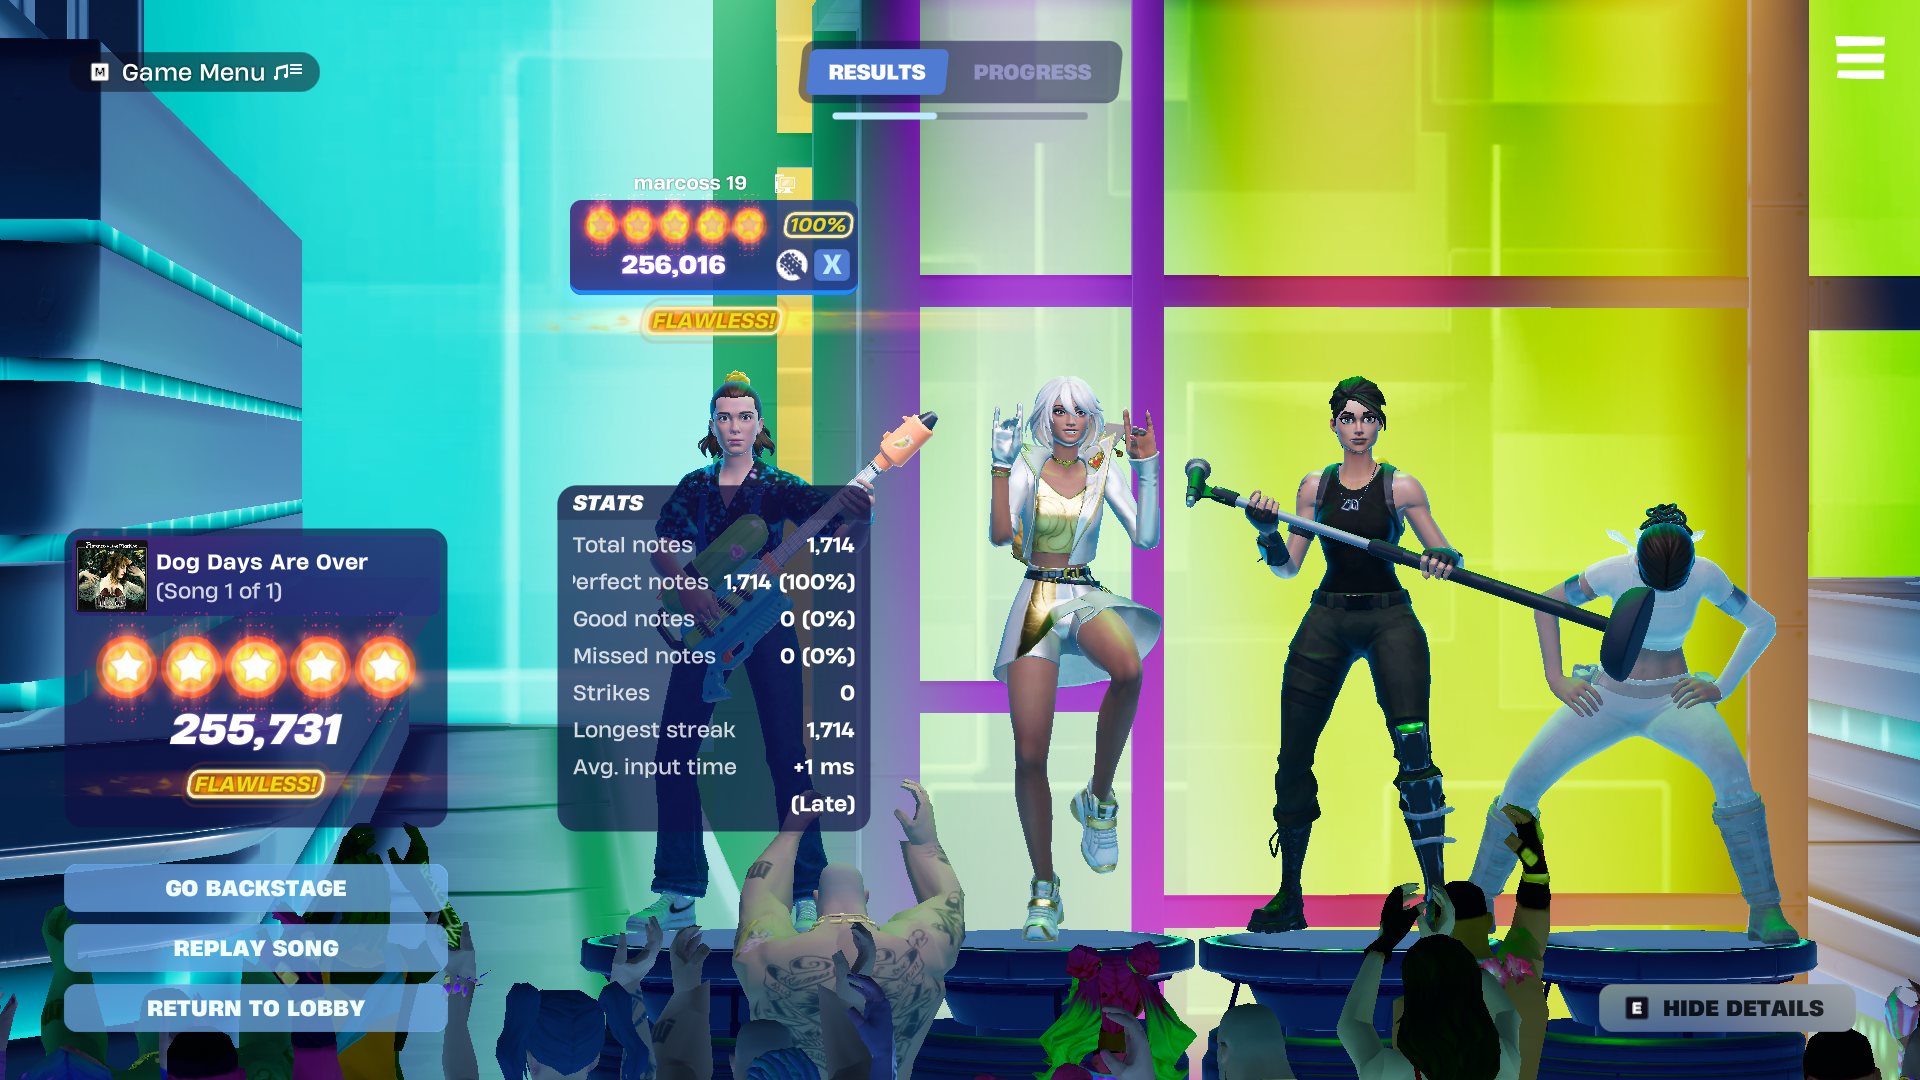 M Game Menu
RESULTS PROGRESS
marcoss 19
100%
256,016 X
FLAWLESS!
STATS
Total notes 1,714
Perfect notes 1,714 (100%)
Good notes 0 (0%)
Missed notes 0 (0%)
Strikes 0
Longest streak 1,714
Avg. input time +1 ms
(Late)
Dog Days Are Over
(Song 1 of 1)
255,731
FLAWLESS!
GO BACKSTAGE
REPLAY SONG
RETURN TO LOBBY
E HIDE DETAILS